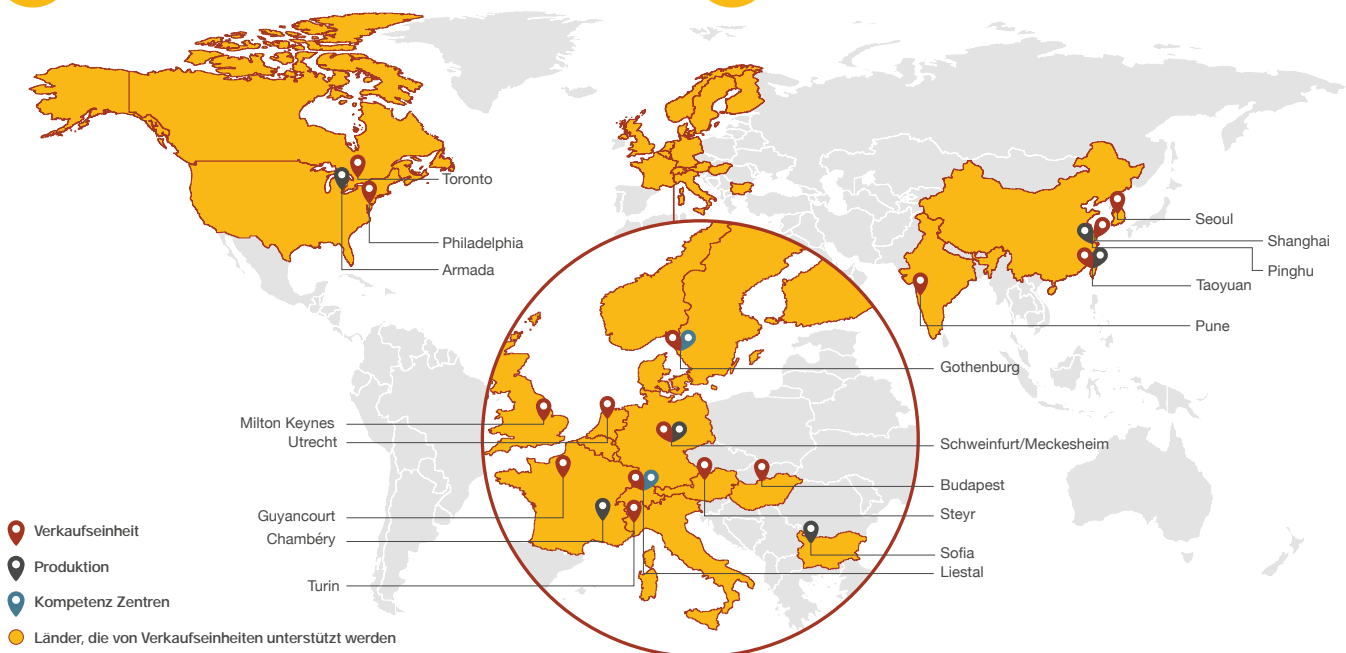 Toronto
Philadelphia
Armada
Seoul
Shanghai
Pinghu
Taoyuan
Pune
Gothenburg
Milton Keynes
Utrecht
Schweinfurt/Meckesheim
Budapest
Guyancourt
Steyr
Chambéry
Sofia
Liestal
Turin
Verkaufseinheit
Produktion
Kompetenz Zentren
Länder, die von Verkaufseinheiten unterstützt werden